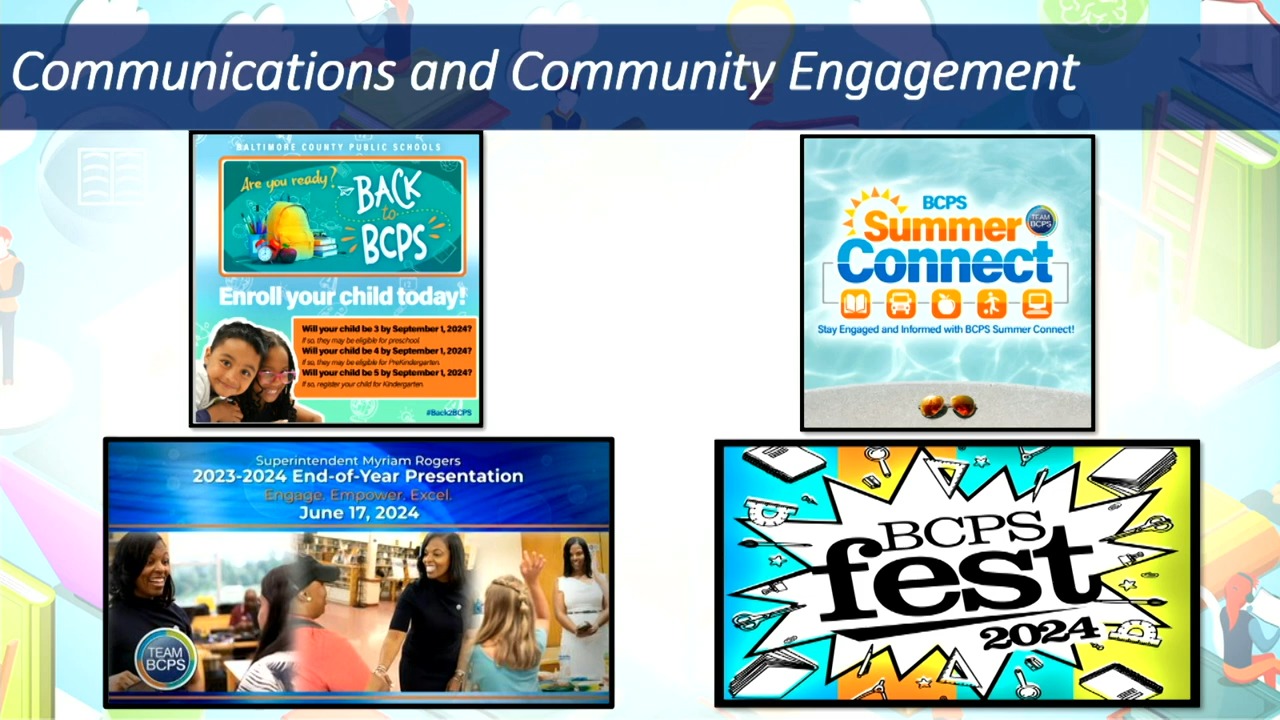 Communications and Community Engagement
BALTIMORE COUNTY PUBLIC SCHOOLS
Are you ready?
BACK
to
BCPS
Enroll your child today!
Will your child be 3 by September 1, 2024?
If so, they may be eligible for preschool.
Will your child be 4 by September 1, 2024?
If so, they may be eligible for PreKindergarten.
Will your child be 5 by September 1, 2024?
If so, register your child for Kindergarten.
#Back2BCPS
BCPS
Summer
TEAM
BCPS
Connect
Stay Engaged and Informed with BCPS Summer Connect!
Superintendent Myriam Rogers
2023-2024 End-of-Year Presentation
Engage. Empower. Excel.
June 17, 2024
TEAM
BCPS
BCPS
fest
2024